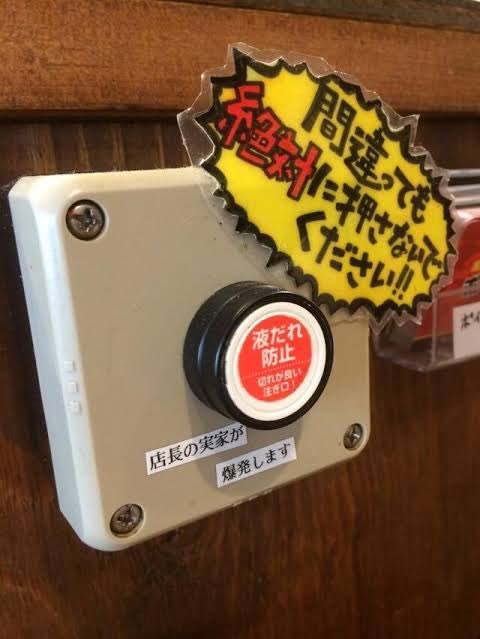 間違っても
絶対に押さないで
ください!!
液だれ
防止
切れが良い
注ぎ口!
店長の実家が
爆発します